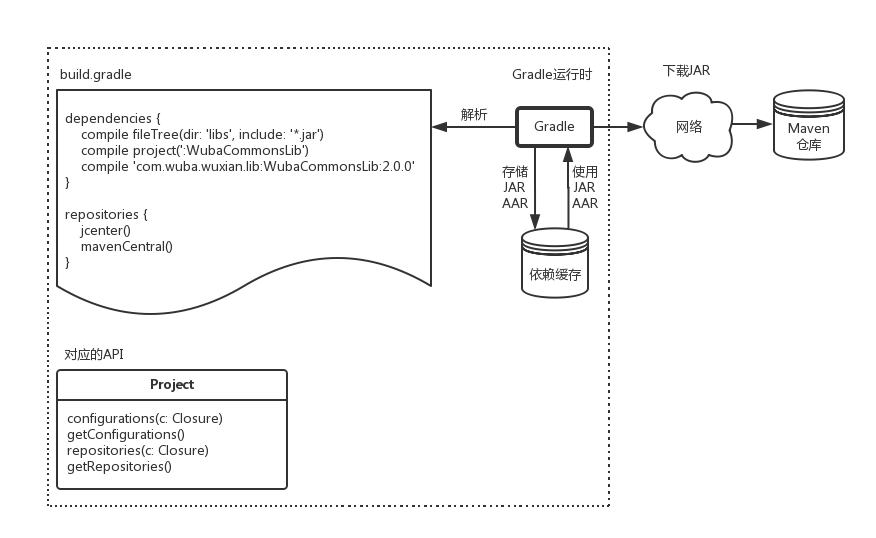 build.gradle
dependencies {
compile fileTree(dir: 'libs', include: '*.jar')
compile project(':WubaCommonsLib')
compile 'com.wuba.wuxian.lib:WubaCommonsLib:2.0.0'
}
repositories {
jcenter()
mavenCentral()
}
Gradle运行时
解析
Gradle
存储
JAR
AAR
使用
JAR
AAR
依赖缓存
下载JAR
网络
Maven
仓库
对应的API
Project
configurations(c: Closure)
getConfigurations()
repositories(c: Closure)
getRepositories()